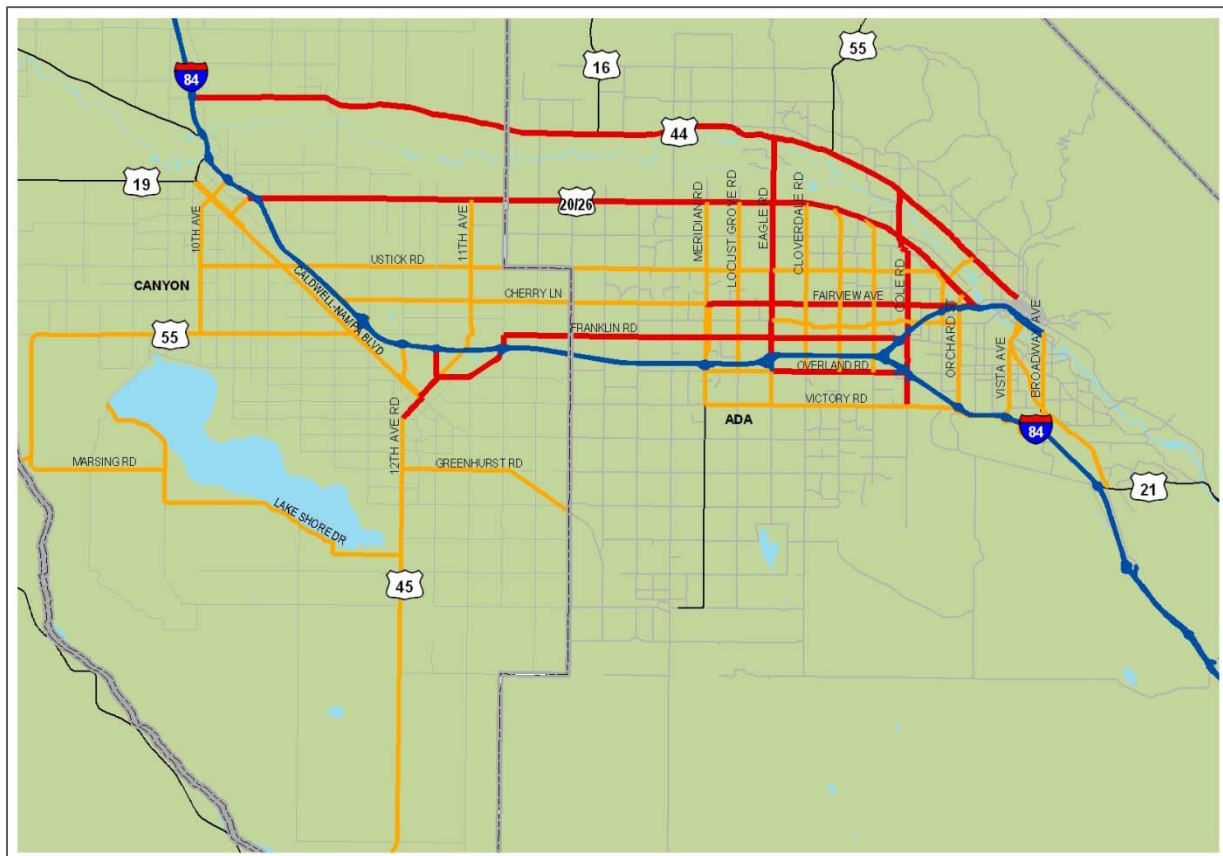 84
16
55
44
19
20/26
10TH AVE
11TH AVE
MERIDIAN RD
LOCUST GROVE RD
EAGLE RD
CLOVERDALE RD
USTICK RD
CANYON
CALDWELL-NAMPA BLVD
CHERRY LN
FAIRVIEW AVE
COLE RD
55
FRANKLIN RD
ORCHARD ST
OVERLAND RD
VISTA AVE
BROADWAY AVE
VICTORY RD
ADA
84
12TH AVE RD
MARSING RD
GREENHURST RD
21
LAKE SHORE DR
45